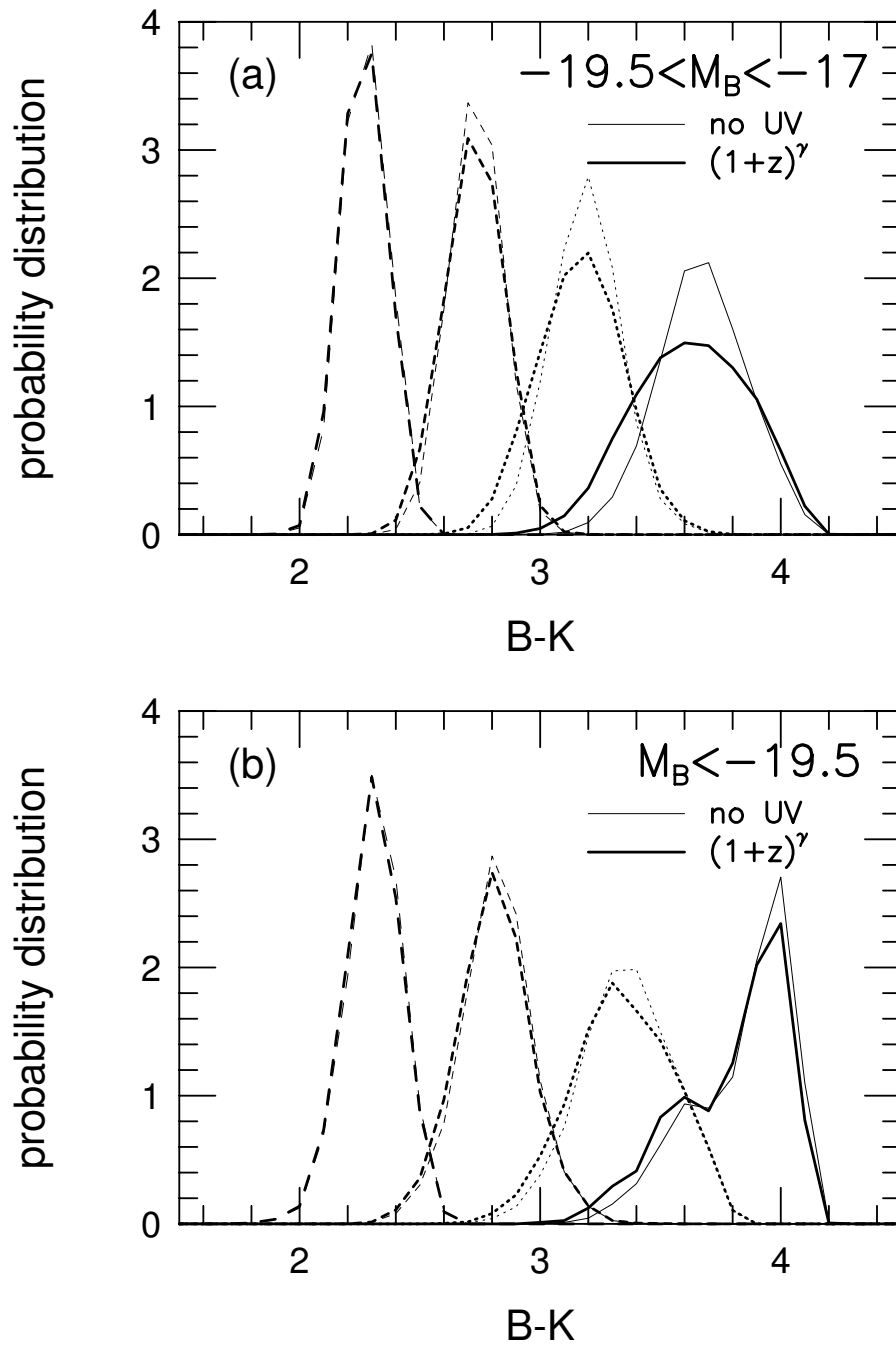 4
(a)
−19.5<M_B<−17
no UV
3
(1+z)^γ
probability distribution
2
1
0
2 3 4
B-K
4
(b)
M_B<−19.5
no UV
(1+z)^γ
3
probability distribution
2
1
0
2 3 4
B-K